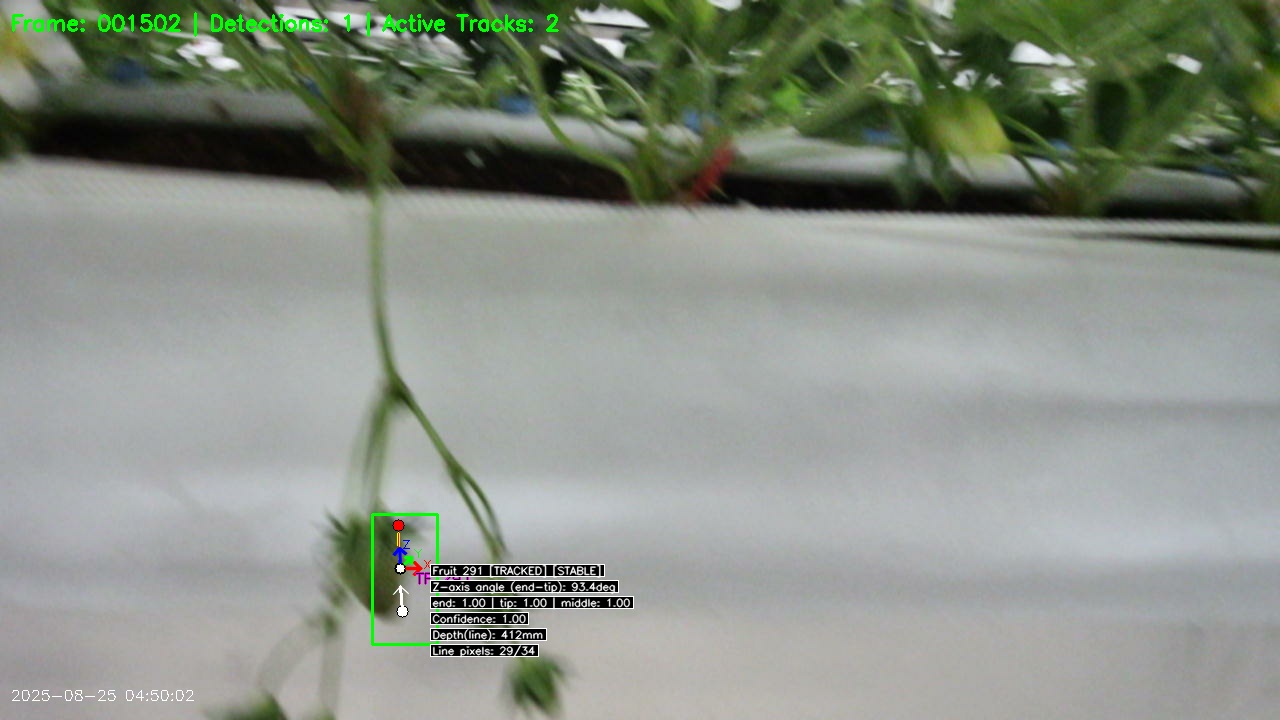 Frame: 001502 | Detections: 1 | Active Tracks: 2
Z
Y
X
Fruit 291 [TRACKED] [STABLE]
Z-axis angle (end-tip): 93.4deg
end: 1.00 | tip: 1.00 | middle: 1.00
Confidence: 1.00
Depth(line): 412mm
Line pixels: 29/34
2025-08-25 04:50:02